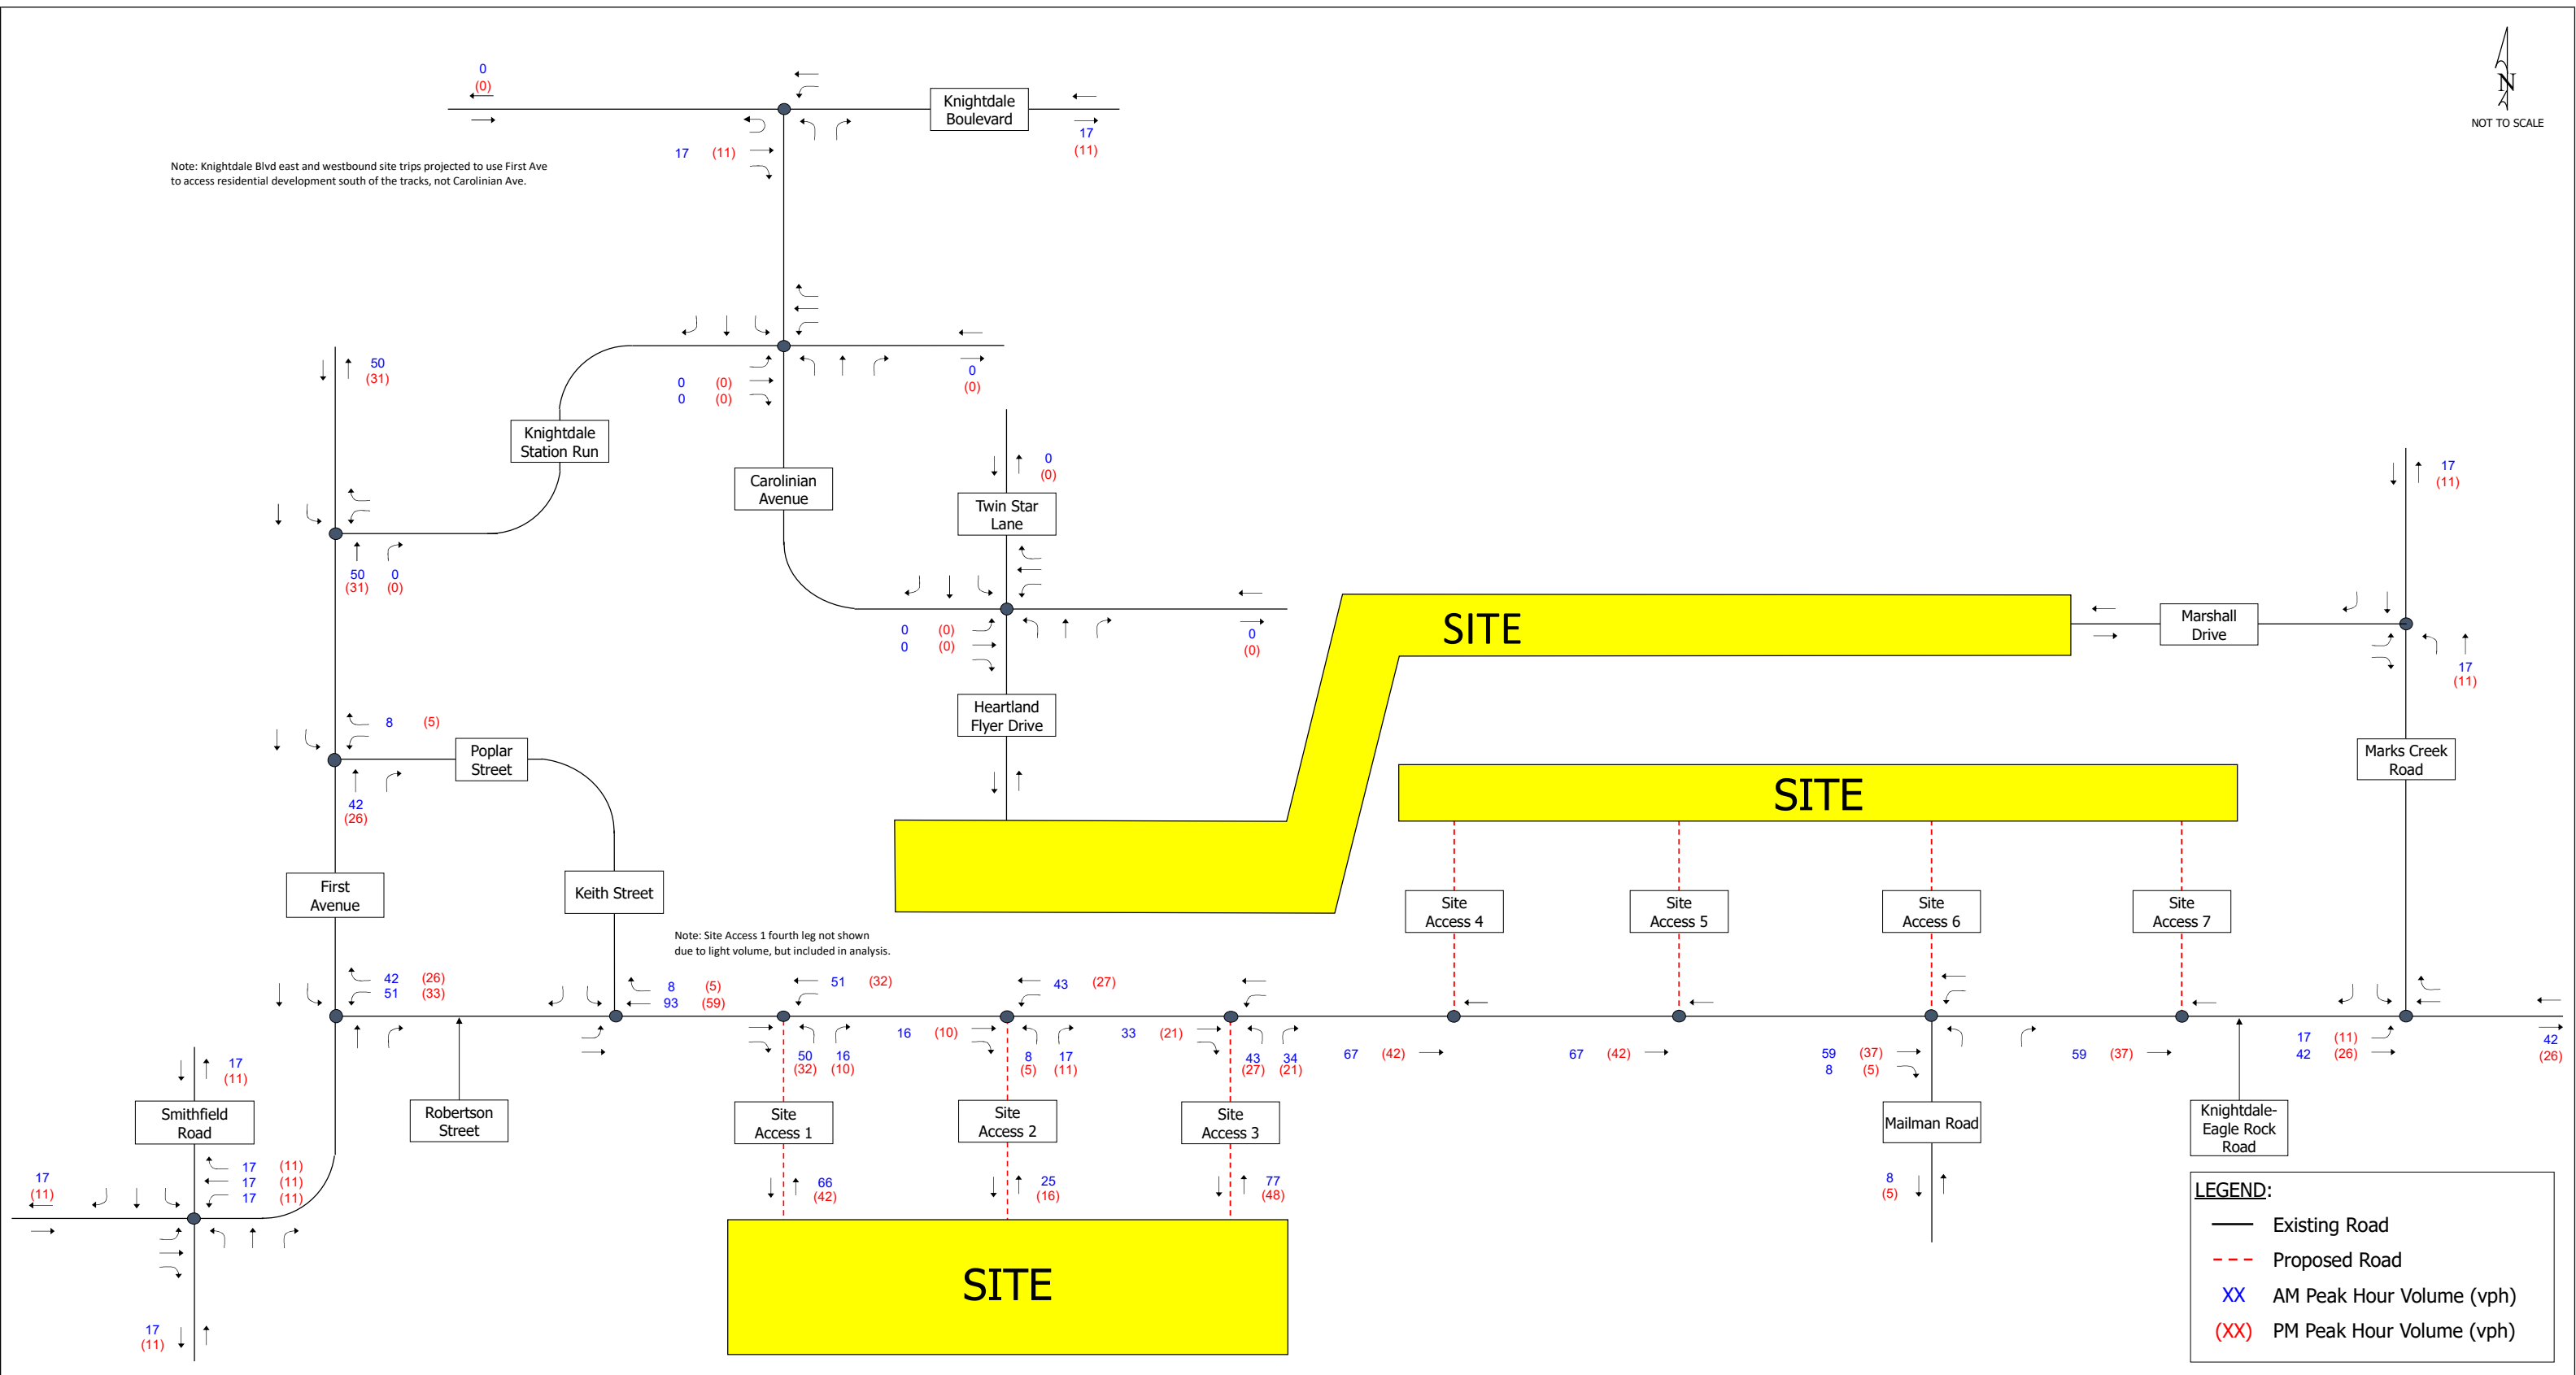 0
(0)
Knightdale
Boulevard
17
(11)
17 (11)
N
NOT TO SCALE
Note: Knightdale Blvd east and westbound site trips projected to use First Ave
to access residential development south of the tracks, not Carolinian Ave.
50
(31)
0 (0)
0 (0)
0
(0)
Knightdale
Station Run
Carolinian
Avenue
0
(0)
Twin Star
Lane
17
(11)
50 0
(31) (0)
0 (0)
0 (0)
0
(0)
SITE
Marshall
Drive
17
(11)
8 (5)
Poplar
Street
Heartland
Flyer Drive
42
(26)
SITE
Marks Creek
Road
First
Avenue
Keith Street
Site
Access 4
Site
Access 5
Site
Access 6
Site
Access 7
Note: Site Access 1 fourth leg not shown
due to light volume, but included in analysis.
42 (26)
51 (33)
8 (5)
93 (59)
51 (32)
43 (27)
16 (10)
33 (21)
50 16
(32) (10)
8 17
(5) (11)
43 34
(27) (21)
67 (42)
67 (42)
59 (37)
8 (5)
59 (37)
17 (11)
42 (26)
42
(26)
17
(11)
Smithfield
Road
Robertson
Street
Site
Access 1
Site
Access 2
Site
Access 3
Mailman Road
Knightdale-
Eagle Rock
Road
17
(11)
17 (11)
17 (11)
17 (11)
66
(42)
25
(16)
77
(48)
8
(5)
SITE
17
(11)
LEGEND:
Existing Road
Proposed Road
XX AM Peak Hour Volume (vph)
(XX) PM Peak Hour Volume (vph)